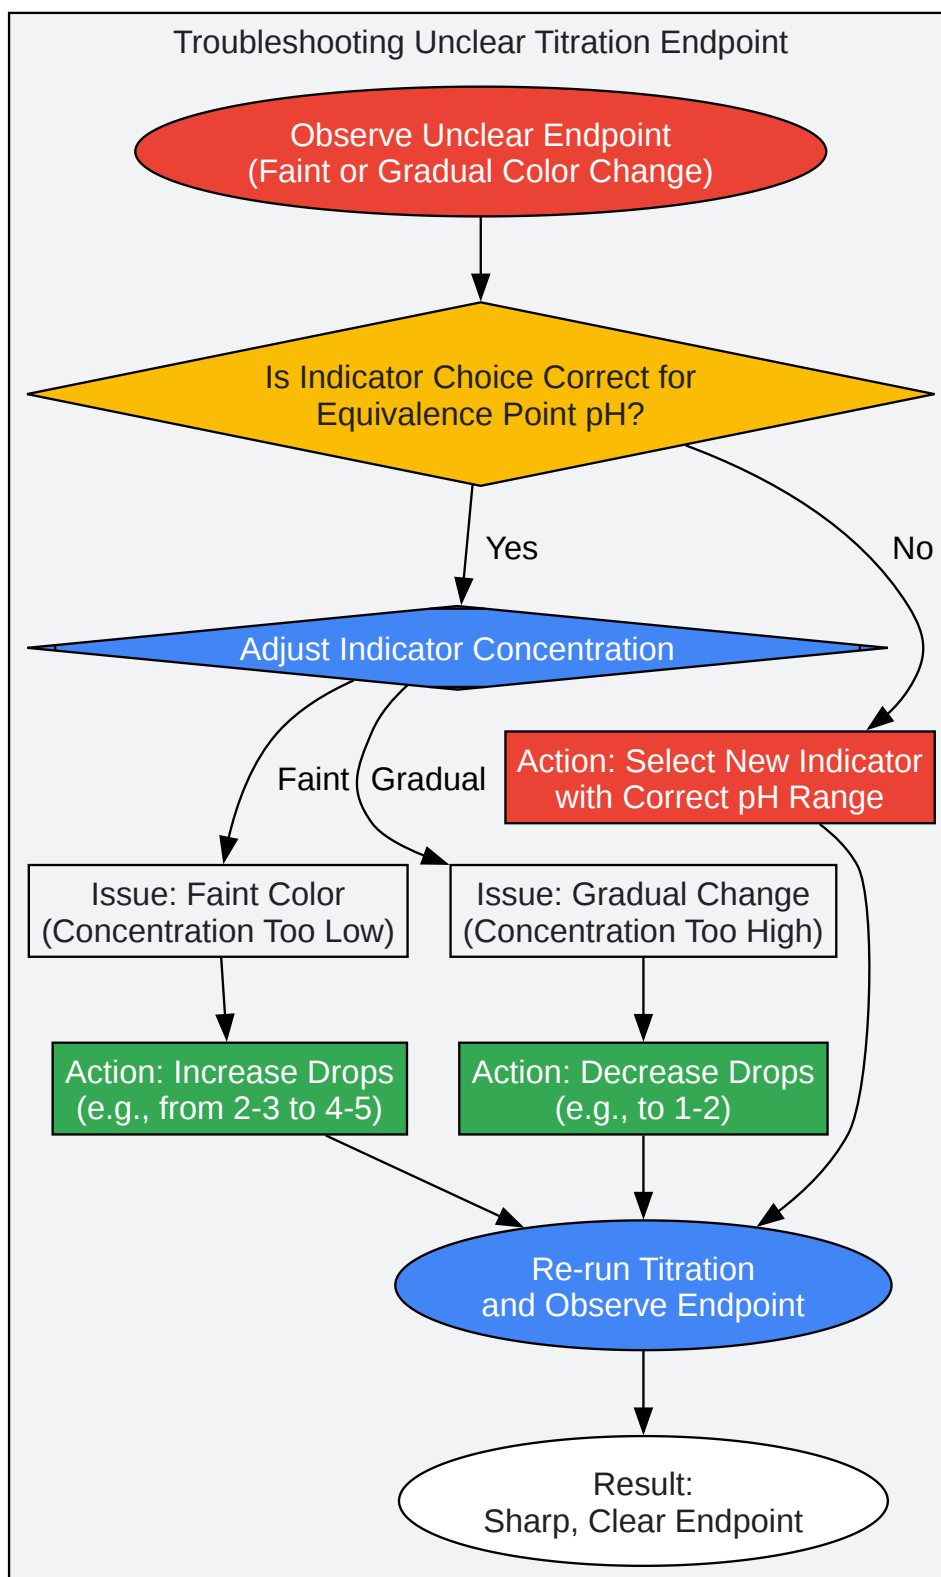 Troubleshooting Unclear Titration Endpoint
Observe Unclear Endpoint
(Faint or Gradual Color Change)
Is Indicator Choice Correct for
Equivalence Point pH?
Yes
No
Adjust Indicator Concentration
Faint
Gradual
Action: Select New Indicator
with Correct pH Range
Issue: Faint Color
(Concentration Too Low)
Issue: Gradual Change
(Concentration Too High)
Action: Increase Drops
(e.g., from 2-3 to 4-5)
Action: Decrease Drops
(e.g., to 1-2)
Re-run Titration
and Observe Endpoint
Result:
Sharp, Clear Endpoint